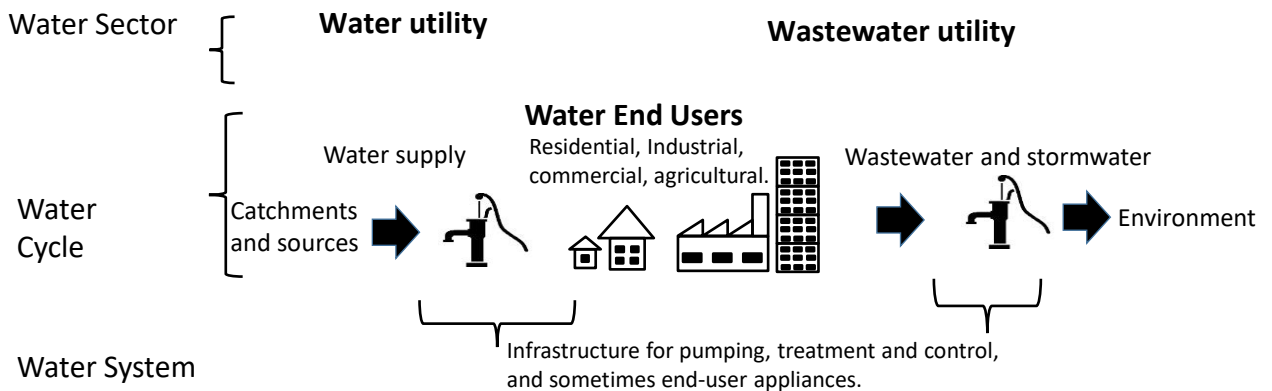 Water Sector
Water utility
Wastewater utility
Water End Users
Residential, Industrial,
commercial, agricultural.
Water supply
Wastewater and stormwater
Water
Cycle
Catchments
and sources
Environment
Water System
Infrastructure for pumping, treatment and control,
and sometimes end-user appliances.